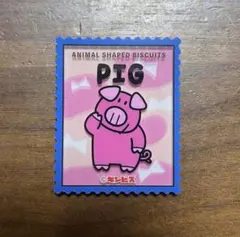 ANIMAL SHAPED BISCUITS
PIG
ギンビス